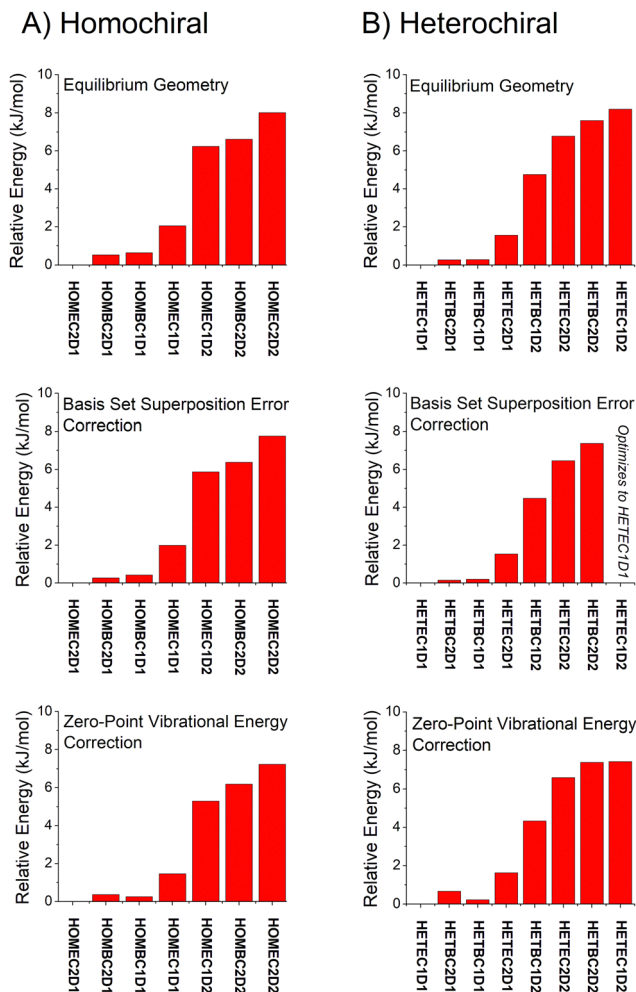 A) Homochiral
B) Heterochiral
Equilibrium Geometry
Relative Energy (kJ/mol)
10
8
6
4
2
0
HOMEC2D1
HOMBC2D1
HOMBC1D1
HOMEC1D1
HOMEC1D2
HOMBC2D2
HOMEC2D2
Equilibrium Geometry
Relative Energy (kJ/mol)
10
8
6
4
2
0
HETEC1D1
HETBC2D1
HETBC1D1
HETEC2D1
HETBC1D2
HETEC2D2
HETBC2D2
HETEC1D2
Basis Set Superposition Error
Correction
Relative Energy (kJ/mol)
10
8
6
4
2
0
HOMEC2D1
HOMBC2D1
HOMBC1D1
HOMEC1D1
HOMEC1D2
HOMBC2D2
HOMEC2D2
Basis Set Superposition Error
Correction
Relative Energy (kJ/mol)
10
8
6
4
2
0
Optimizes to HETEC1D1
HETEC1D1
HETBC2D1
HETBC1D1
HETEC2D1
HETBC1D2
HETEC2D2
HETBC2D2
HETEC1D2
Zero-Point Vibrational Energy
Correction
Relative Energy (kJ/mol)
10
8
6
4
2
0
HOMEC2D1
HOMBC2D1
HOMBC1D1
HOMEC1D1
HOMEC1D2
HOMBC2D2
HOMEC2D2
Zero-Point Vibrational Energy
Correction
Relative Energy (kJ/mol)
10
8
6
4
2
0
HETEC1D1
HETBC2D1
HETBC1D1
HETEC2D1
HETBC1D2
HETEC2D2
HETBC2D2
HETEC1D2